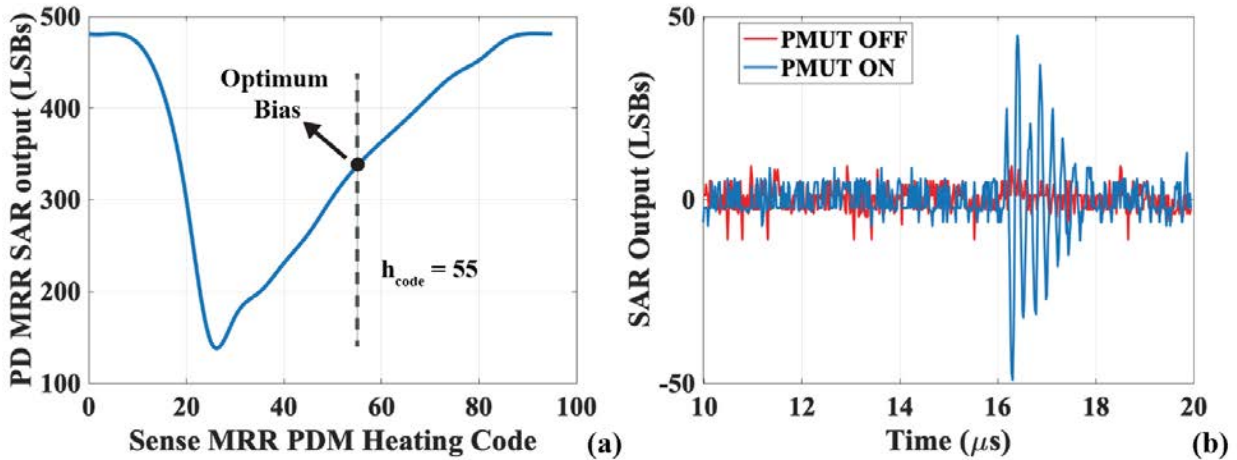 PD MRR SAR output (LSBs)
500
400
300
200
100
0
20
40
60
80
100
Optimum
Bias
h_code = 55
Sense MRR PDM Heating Code
(a)
SAR Output (LSBs)
50
0
-50
PMUT OFF
PMUT ON
10
12
14
16
18
20
Time (μs)
(b)